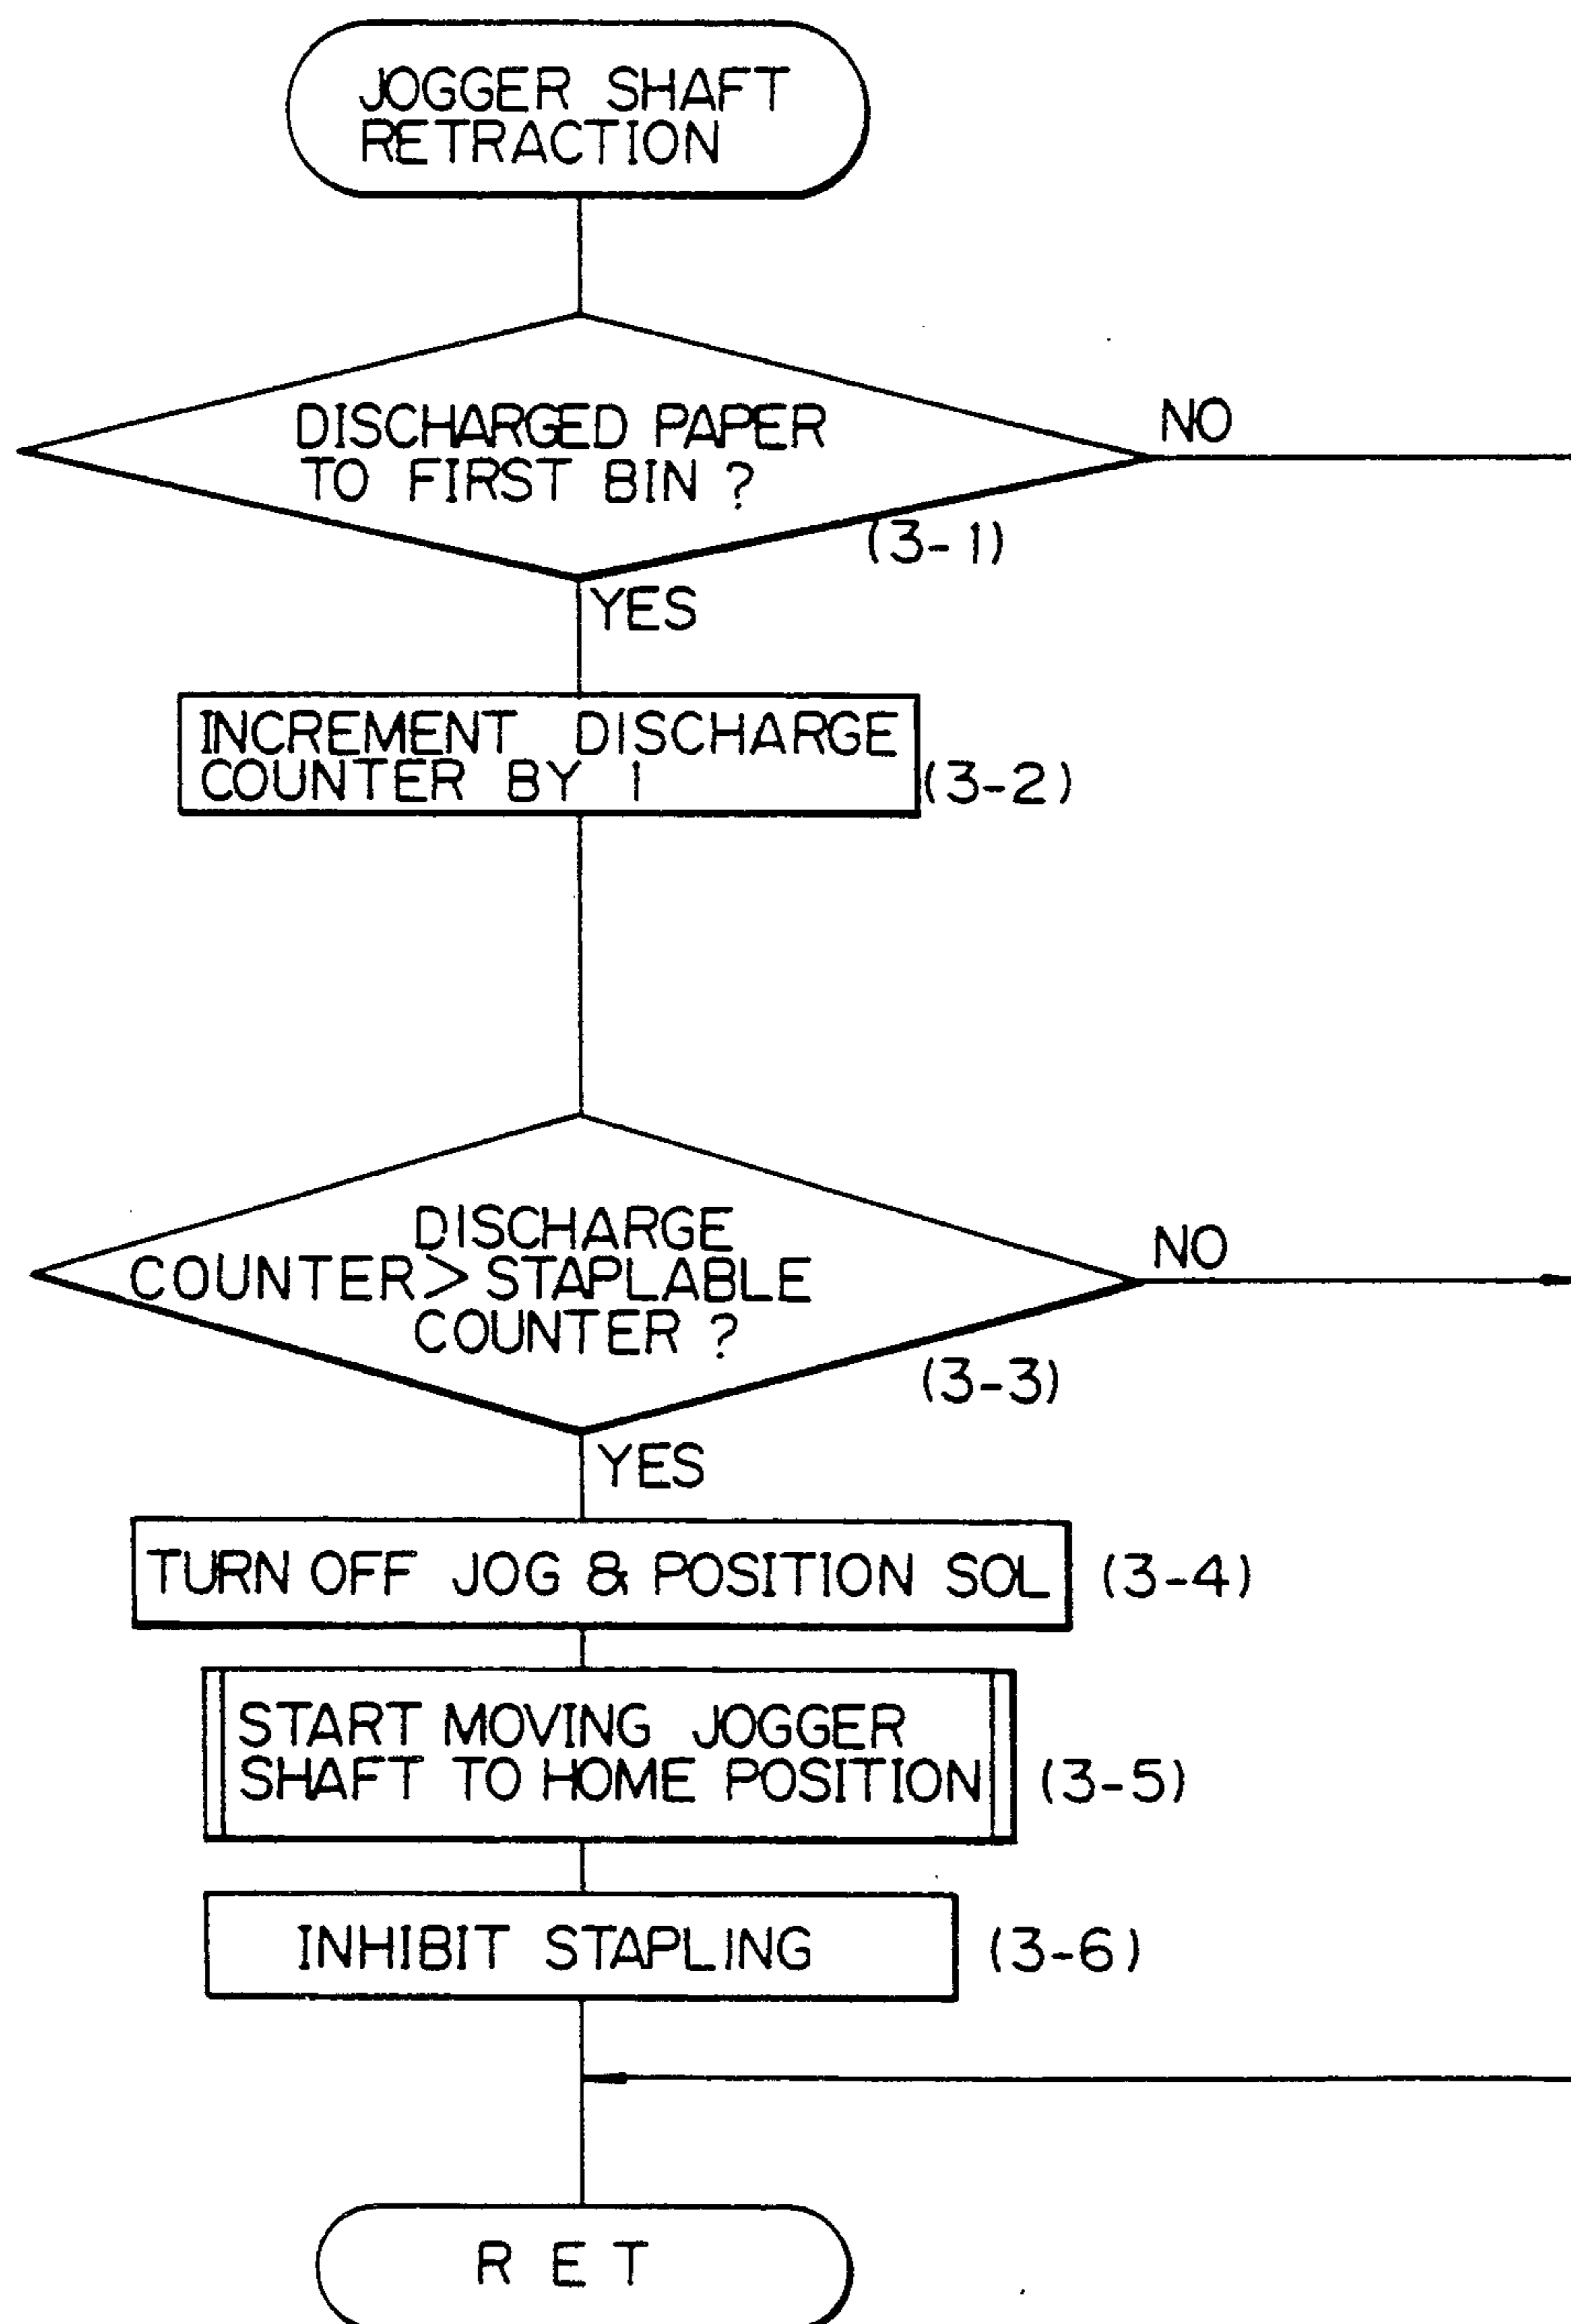 JOGGER SHAFT
RETRACTION
DISCHARGED PAPER
TO FIRST BIN ?
NO
(3-1)
YES
INCREMENT DISCHARGE
COUNTER BY 1
(3-2)
DISCHARGE
COUNTER > STAPLABLE
COUNTER ?
NO
(3-3)
YES
TURN OFF JOG & POSITION SOL
(3-4)
START MOVING JOGGER
SHAFT TO HOME POSITION
(3-5)
INHIBIT STAPLING
(3-6)
RET